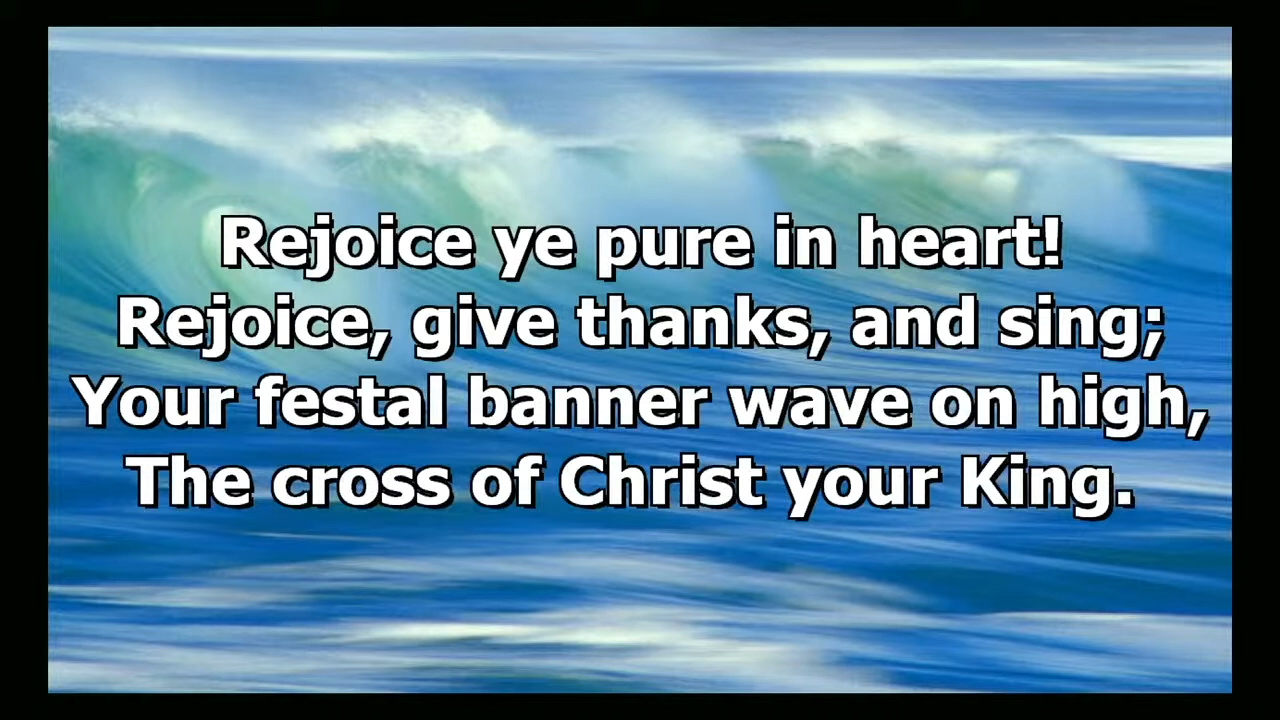 Rejoice ye pure in heart!
Rejoice, give thanks, and sing;
Your festal banner wave on high,
The cross of Christ your King.